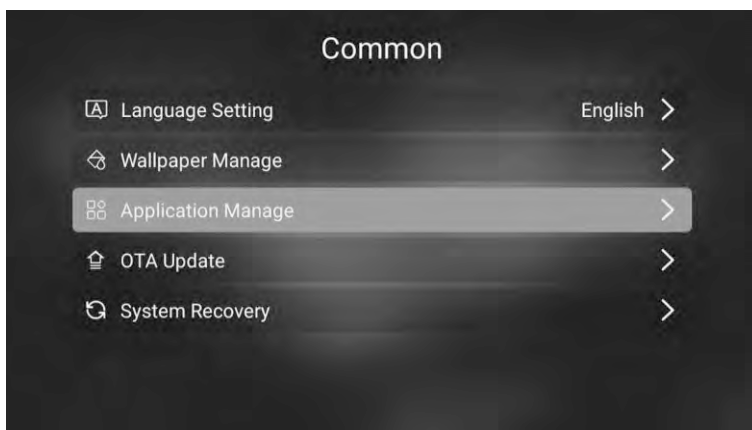 Common
Language Setting English
Wallpaper Manage
Application Manage
OTA Update
System Recovery